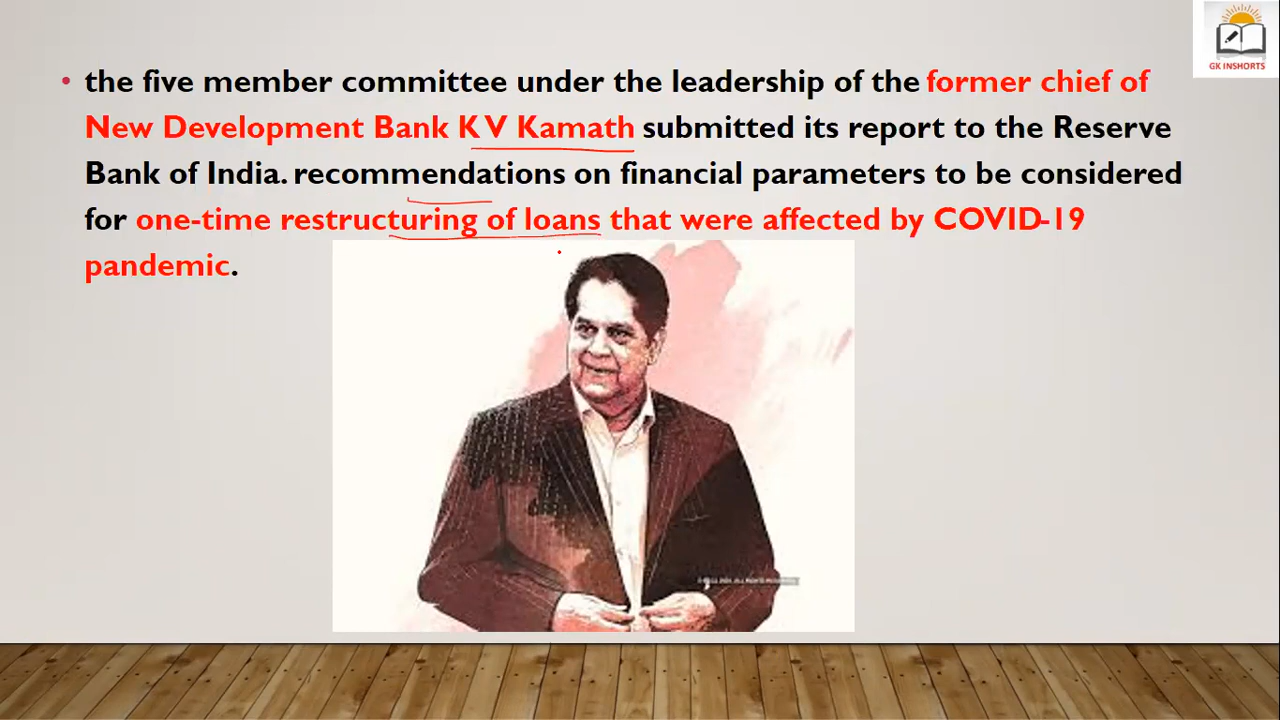 • the five member committee under the leadership of the former chief of
New Development Bank K V Kamath submitted its report to the Reserve
Bank of India. recommendations on financial parameters to be considered
for one-time restructuring of loans that were affected by COVID-19
pandemic.
GK INSHORTS